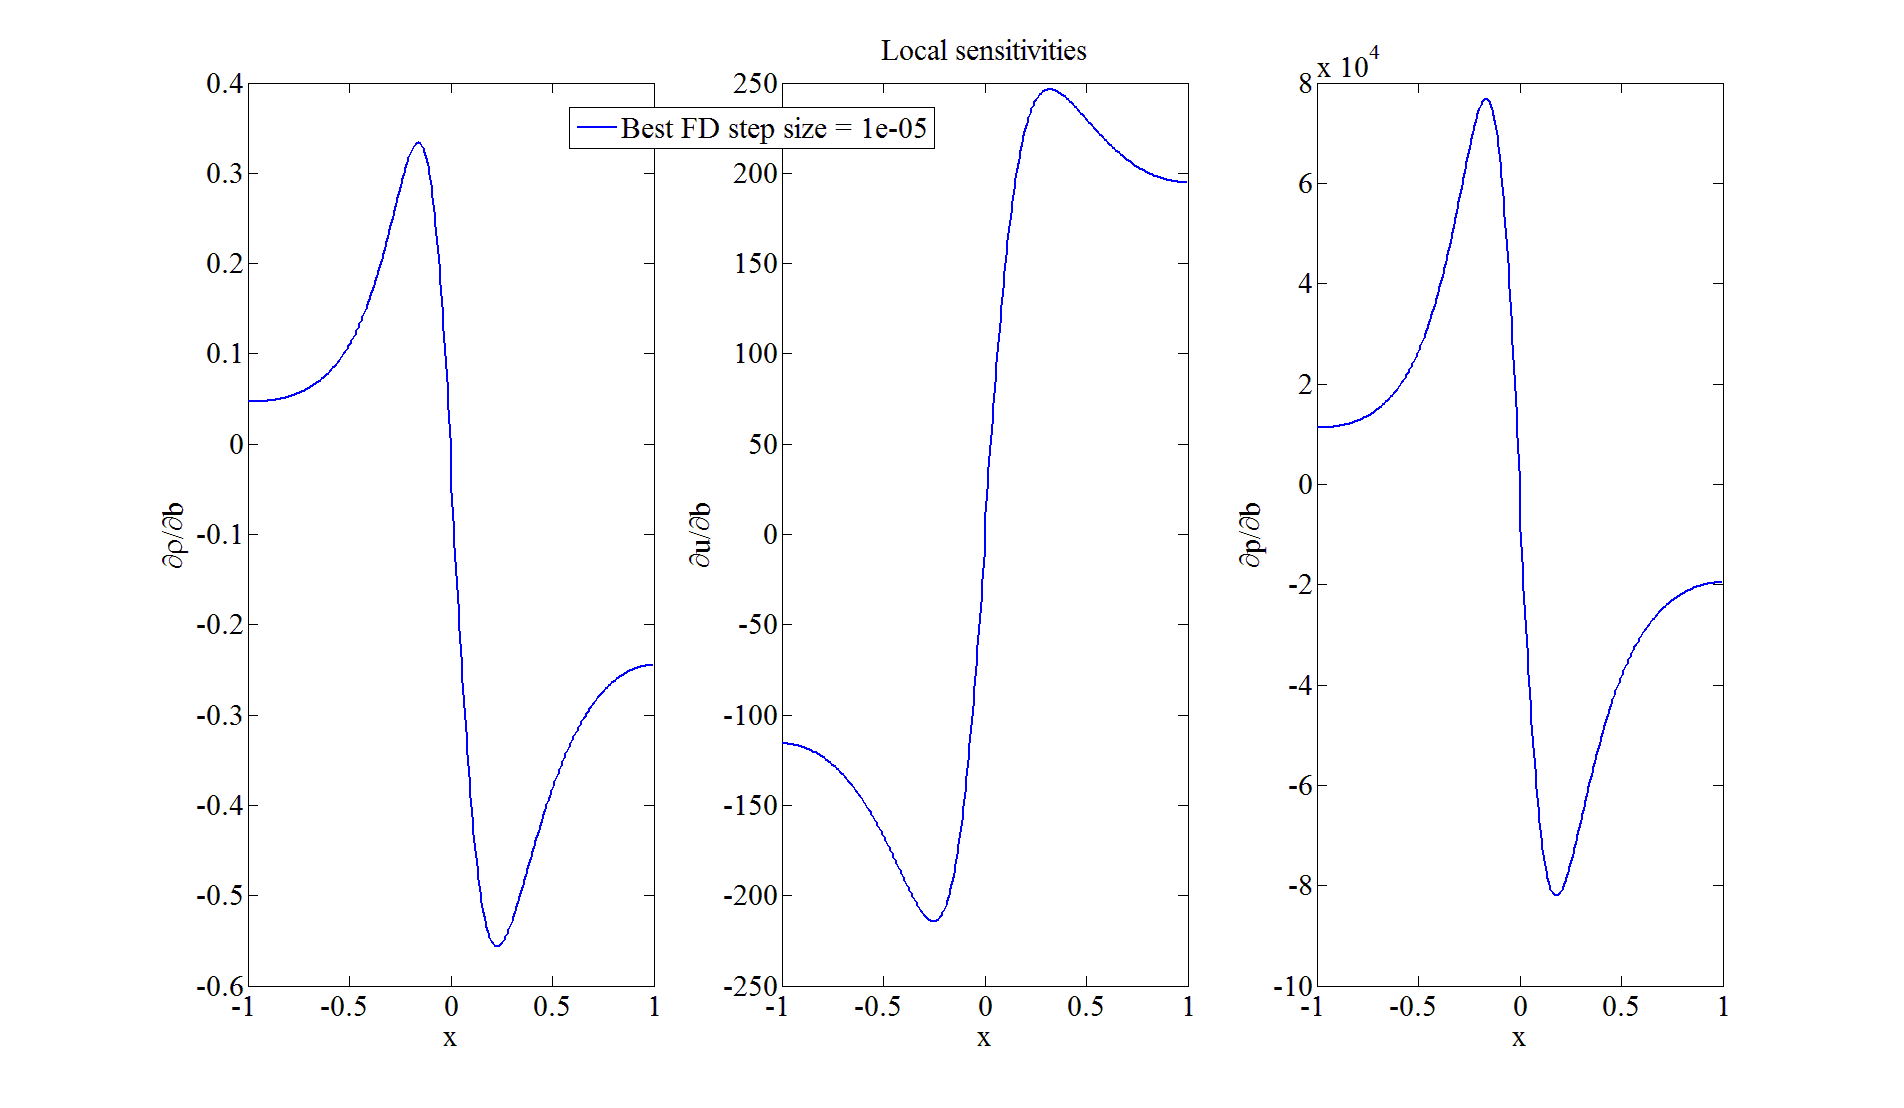 Local sensitivities
Best FD step size = 1e-05
0.4
0.3
0.2
0.1
0
-0.1
-0.2
-0.3
-0.4
-0.5
-0.6
∂ρ/∂b
-1 -0.5 0 0.5 1
x
250
200
150
100
50
0
-50
-100
-150
-200
-250
∂u/∂b
-1 -0.5 0 0.5 1
x
x 10⁴
8
6
4
2
0
-2
-4
-6
-8
-10
∂p/∂b
-1 -0.5 0 0.5 1
x